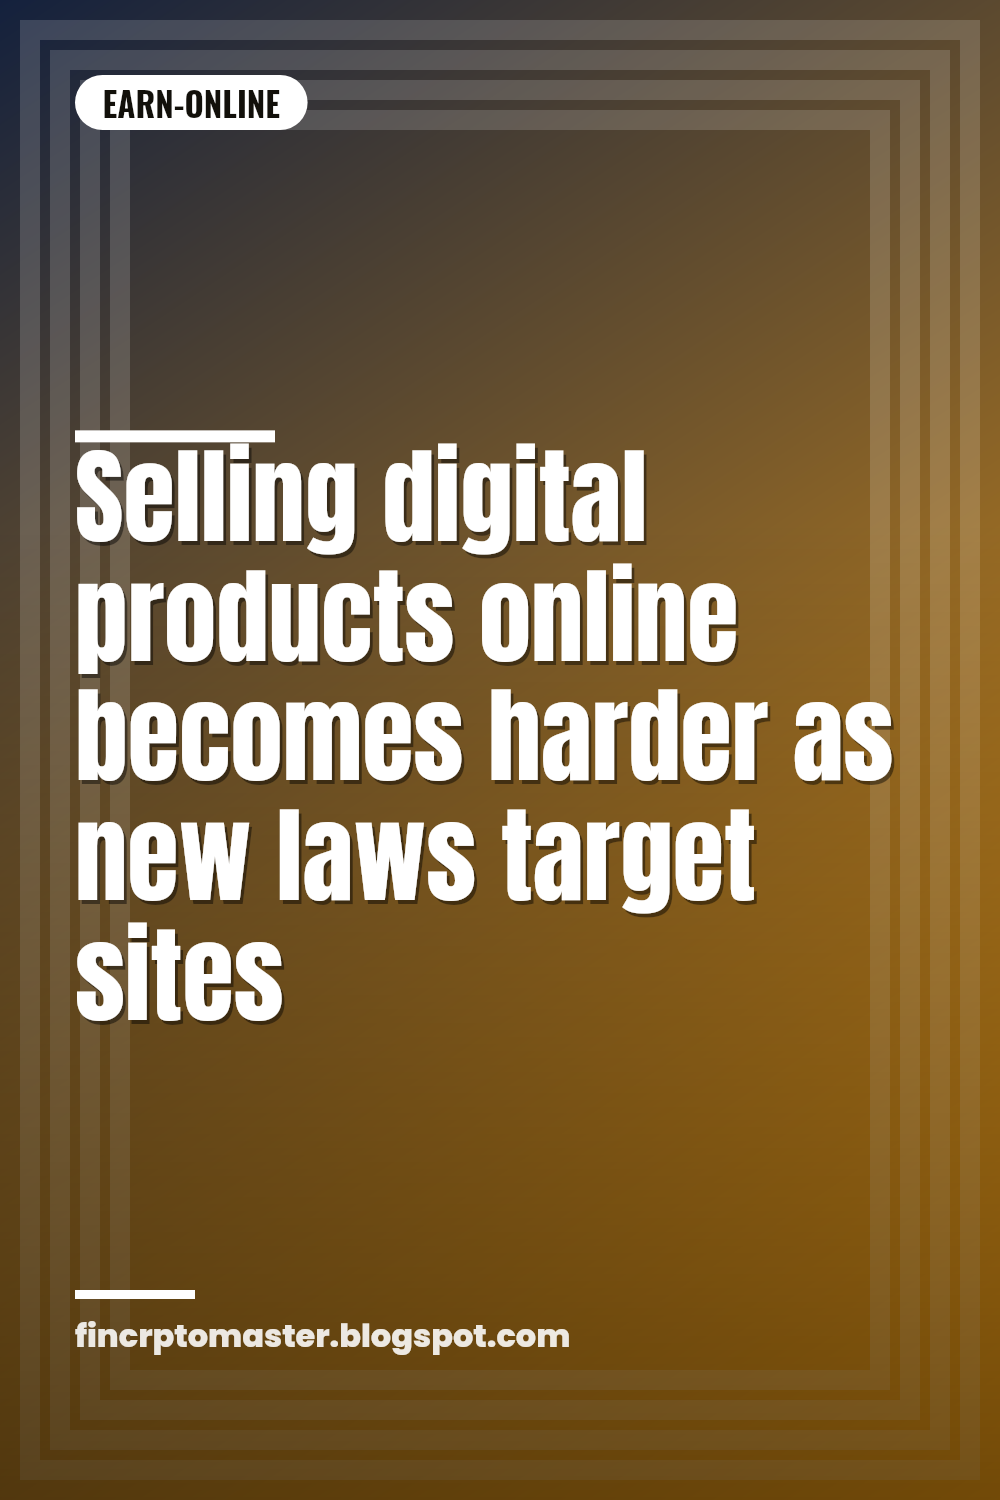 EARN-ONLINE
Selling digital
products online
becomes harder as
new laws target
sites
fincrptomaster.blogspot.com